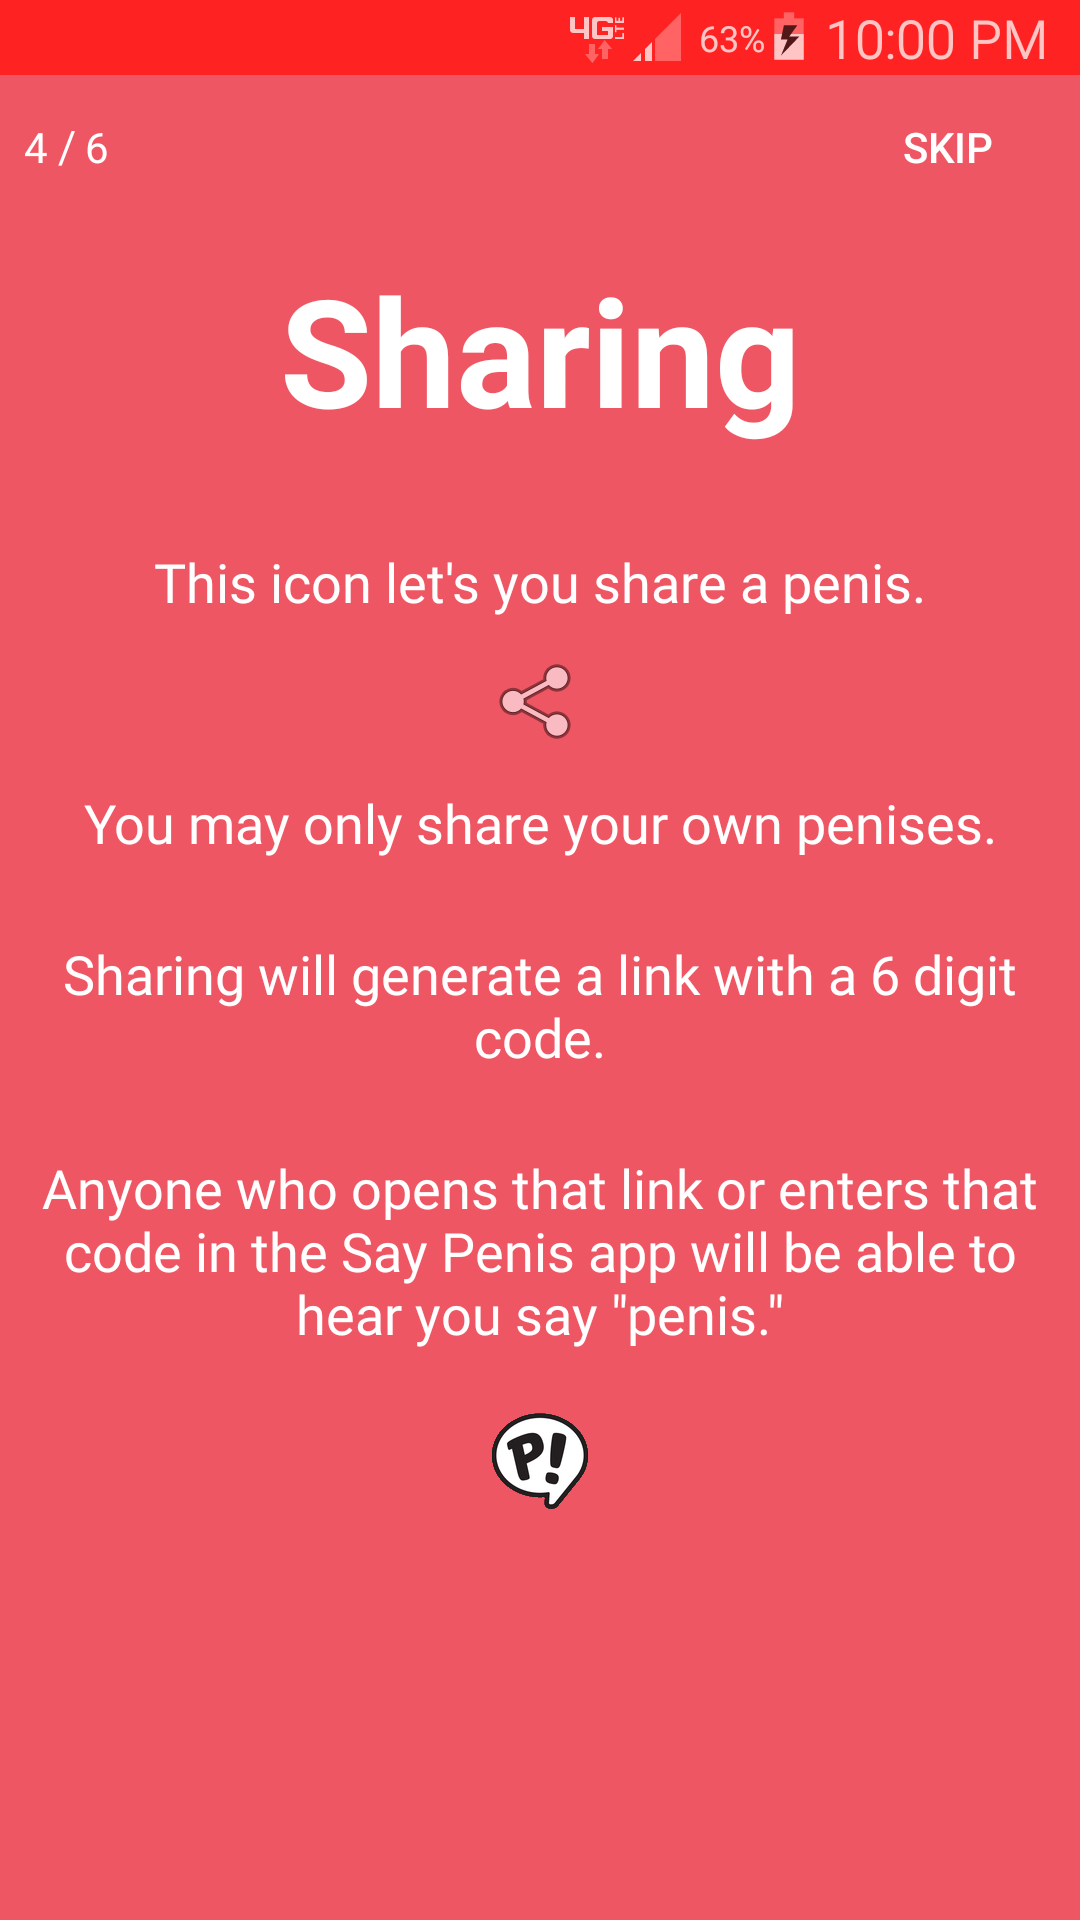 4G LTE 63% 10:00 PM
4 / 6 SKIP
Sharing
This icon let's you share a penis.
You may only share your own penises.
Sharing will generate a link with a 6 digit
code.
Anyone who opens that link or enters that
code in the Say Penis app will be able to
hear you say "penis."
P!